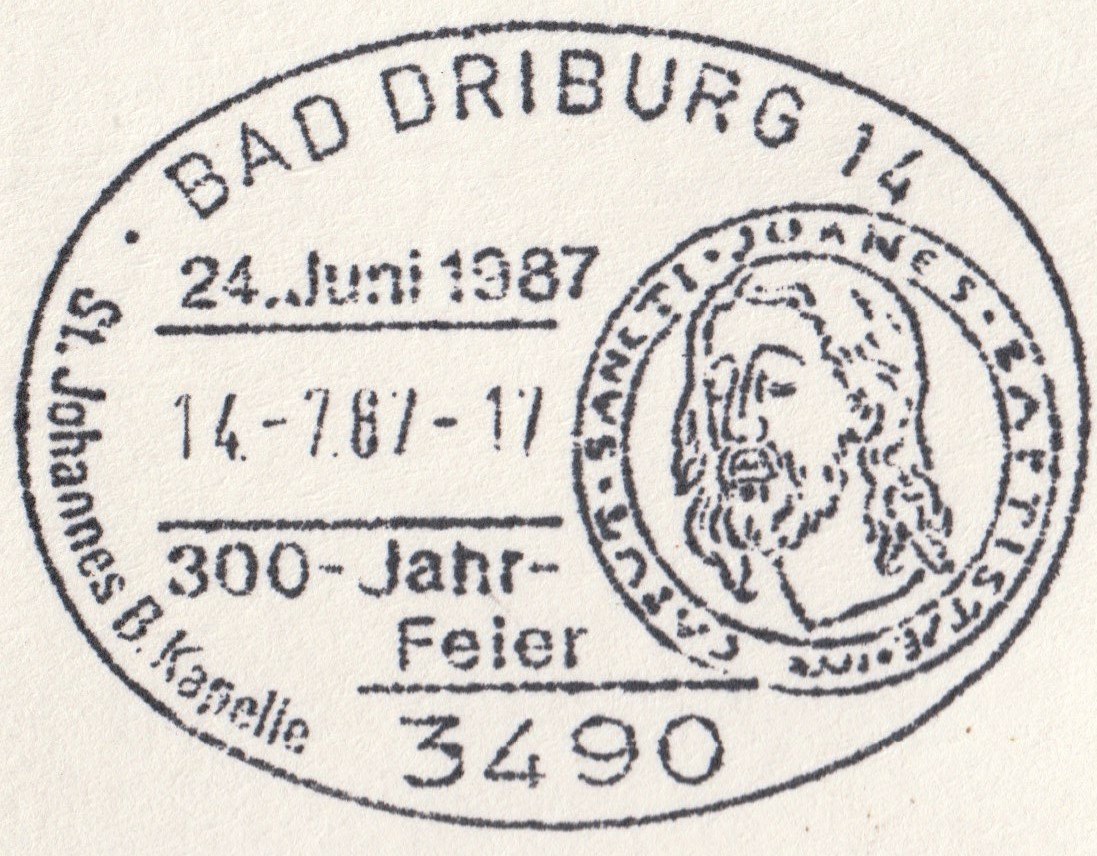 BAD DRIBURG 14
24. Juni 1987
14.-7.87-17
300-Jahr-
Feier
3490
St. Johannes B. Kapelle
CAPUT · SANCTI · JOANES · BAPTISTAE ·